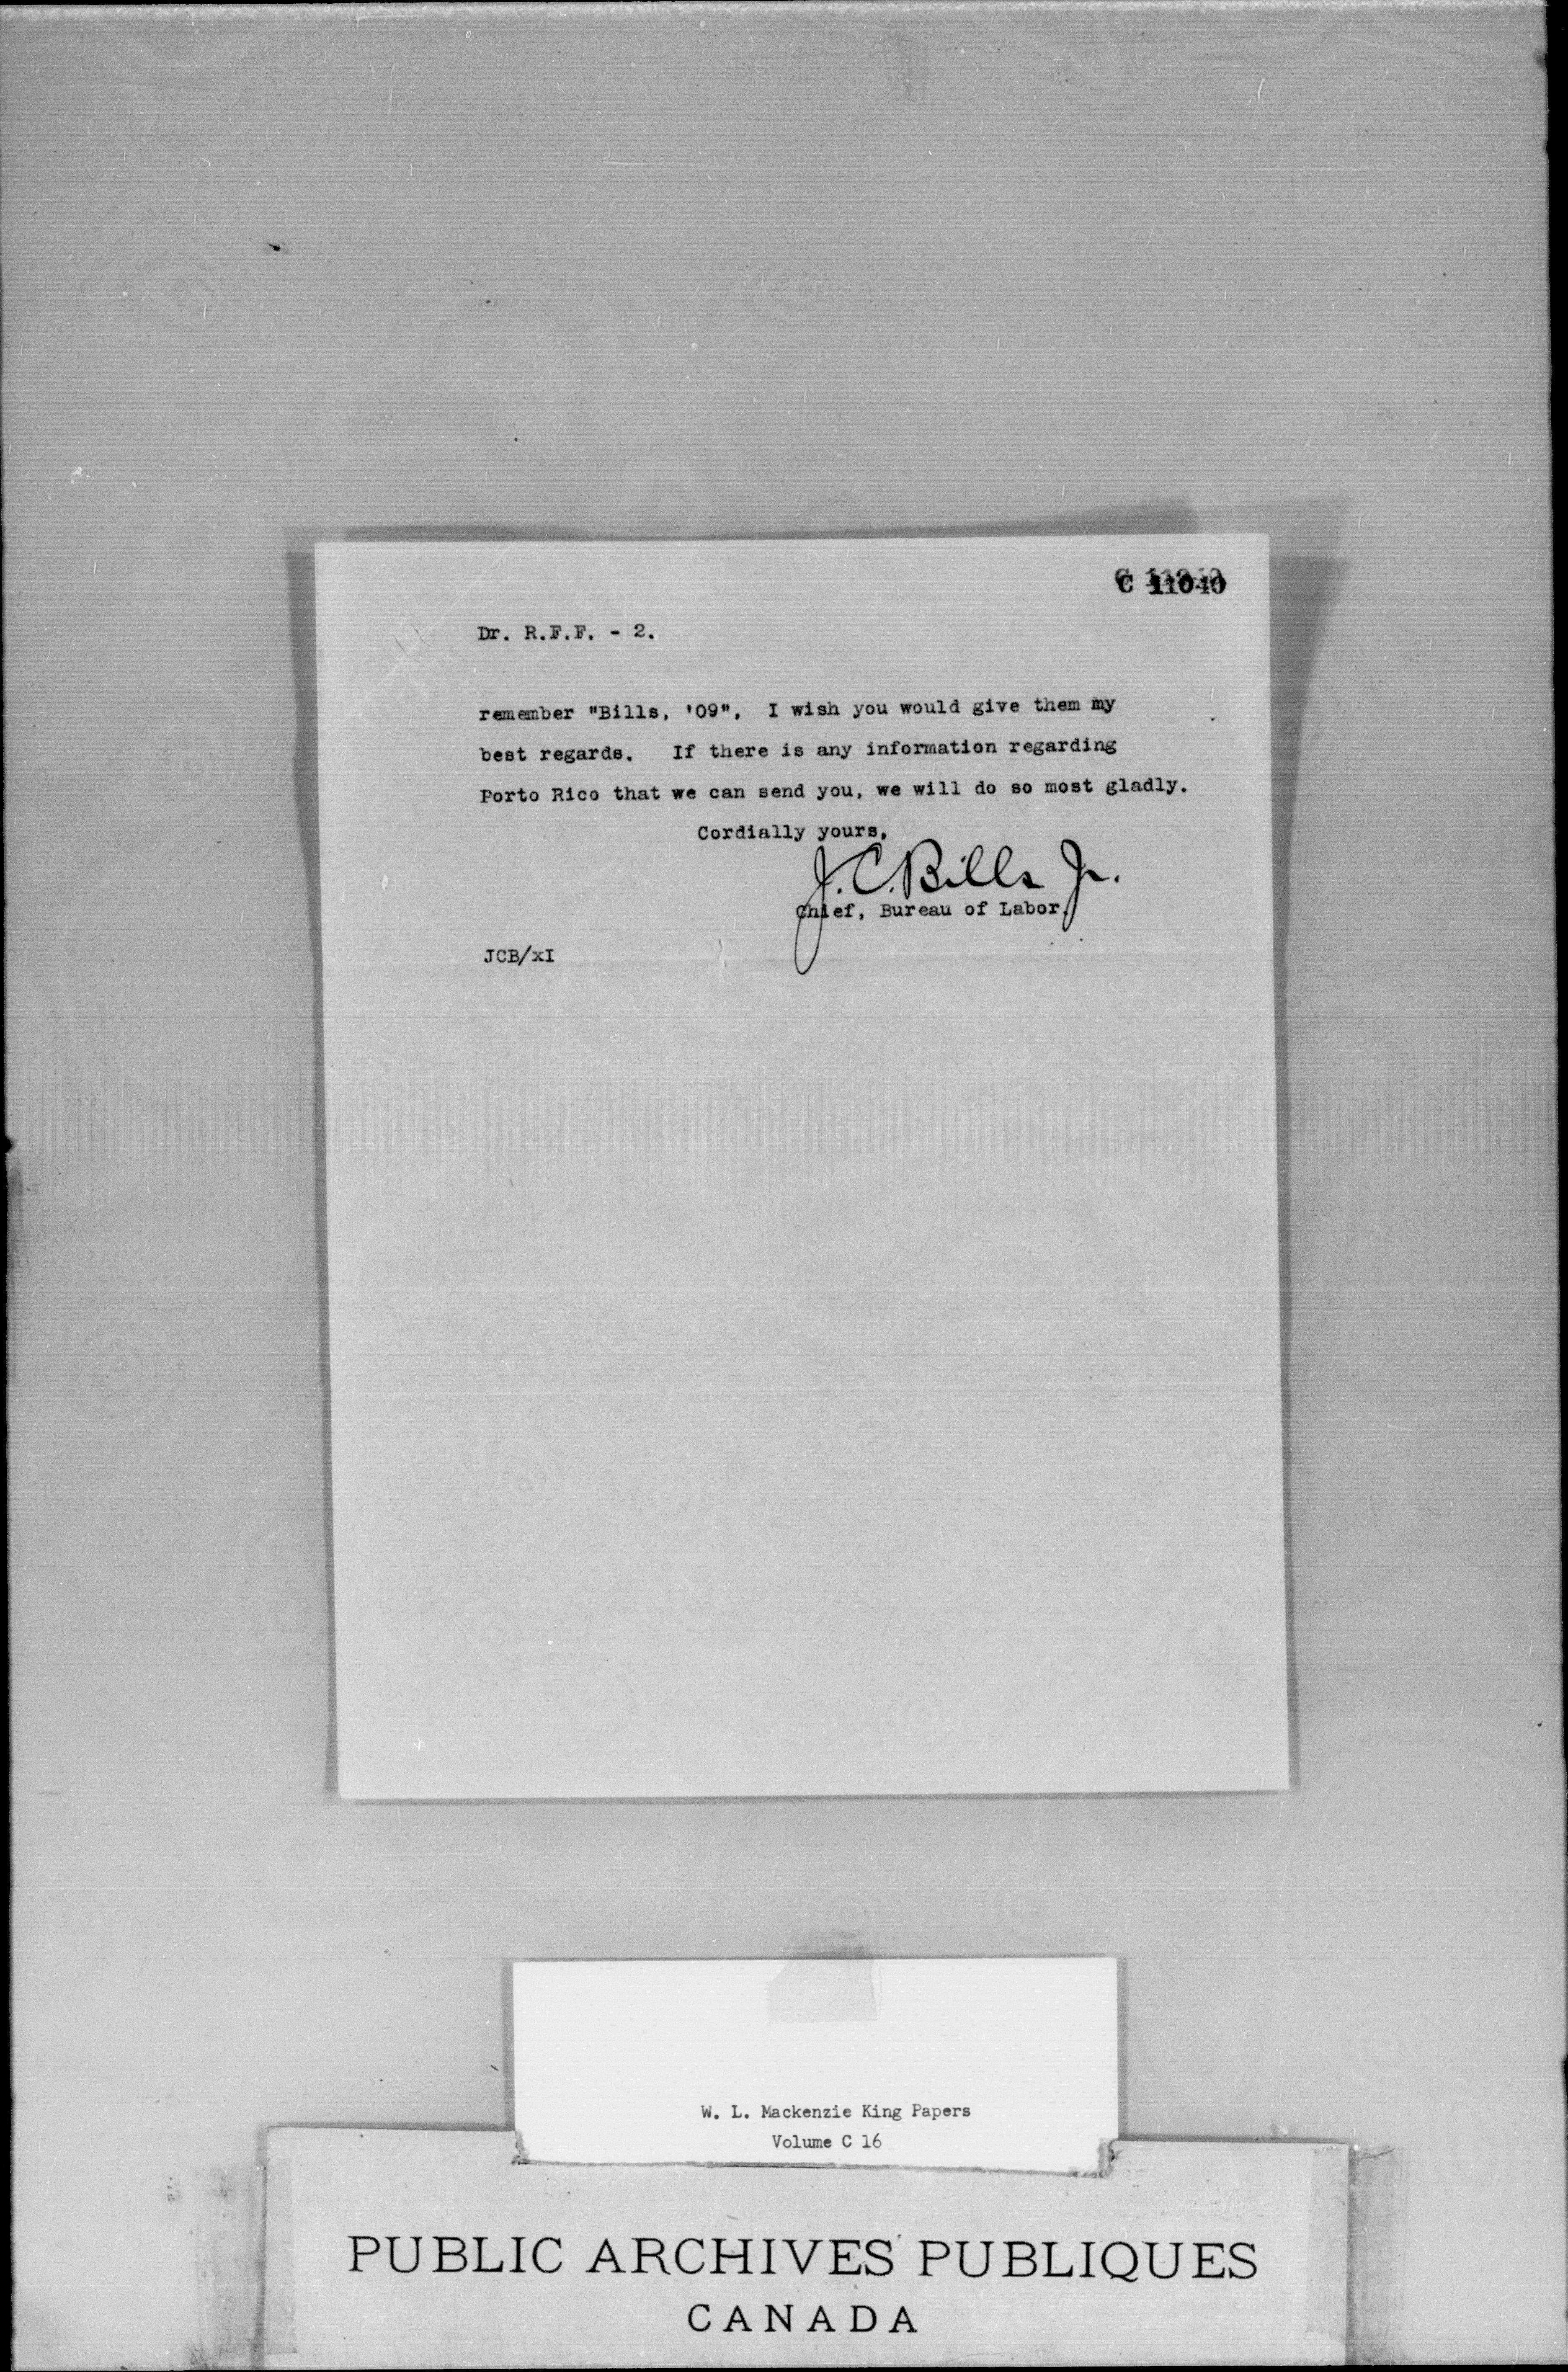 C 11040
Dr. R.F.F. - 2.
remember "Bills, '09", I wish you would give them my
best regards. If there is any information regarding
Porto Rico that we can send you, we will do so most gladly.
Cordially yours,
J. C. Bills Jr.
Chief, Bureau of Labor.
JCB/xI
W. L. Mackenzie King Papers
Volume C 16
PUBLIC ARCHIVES PUBLIQUES
CANADA